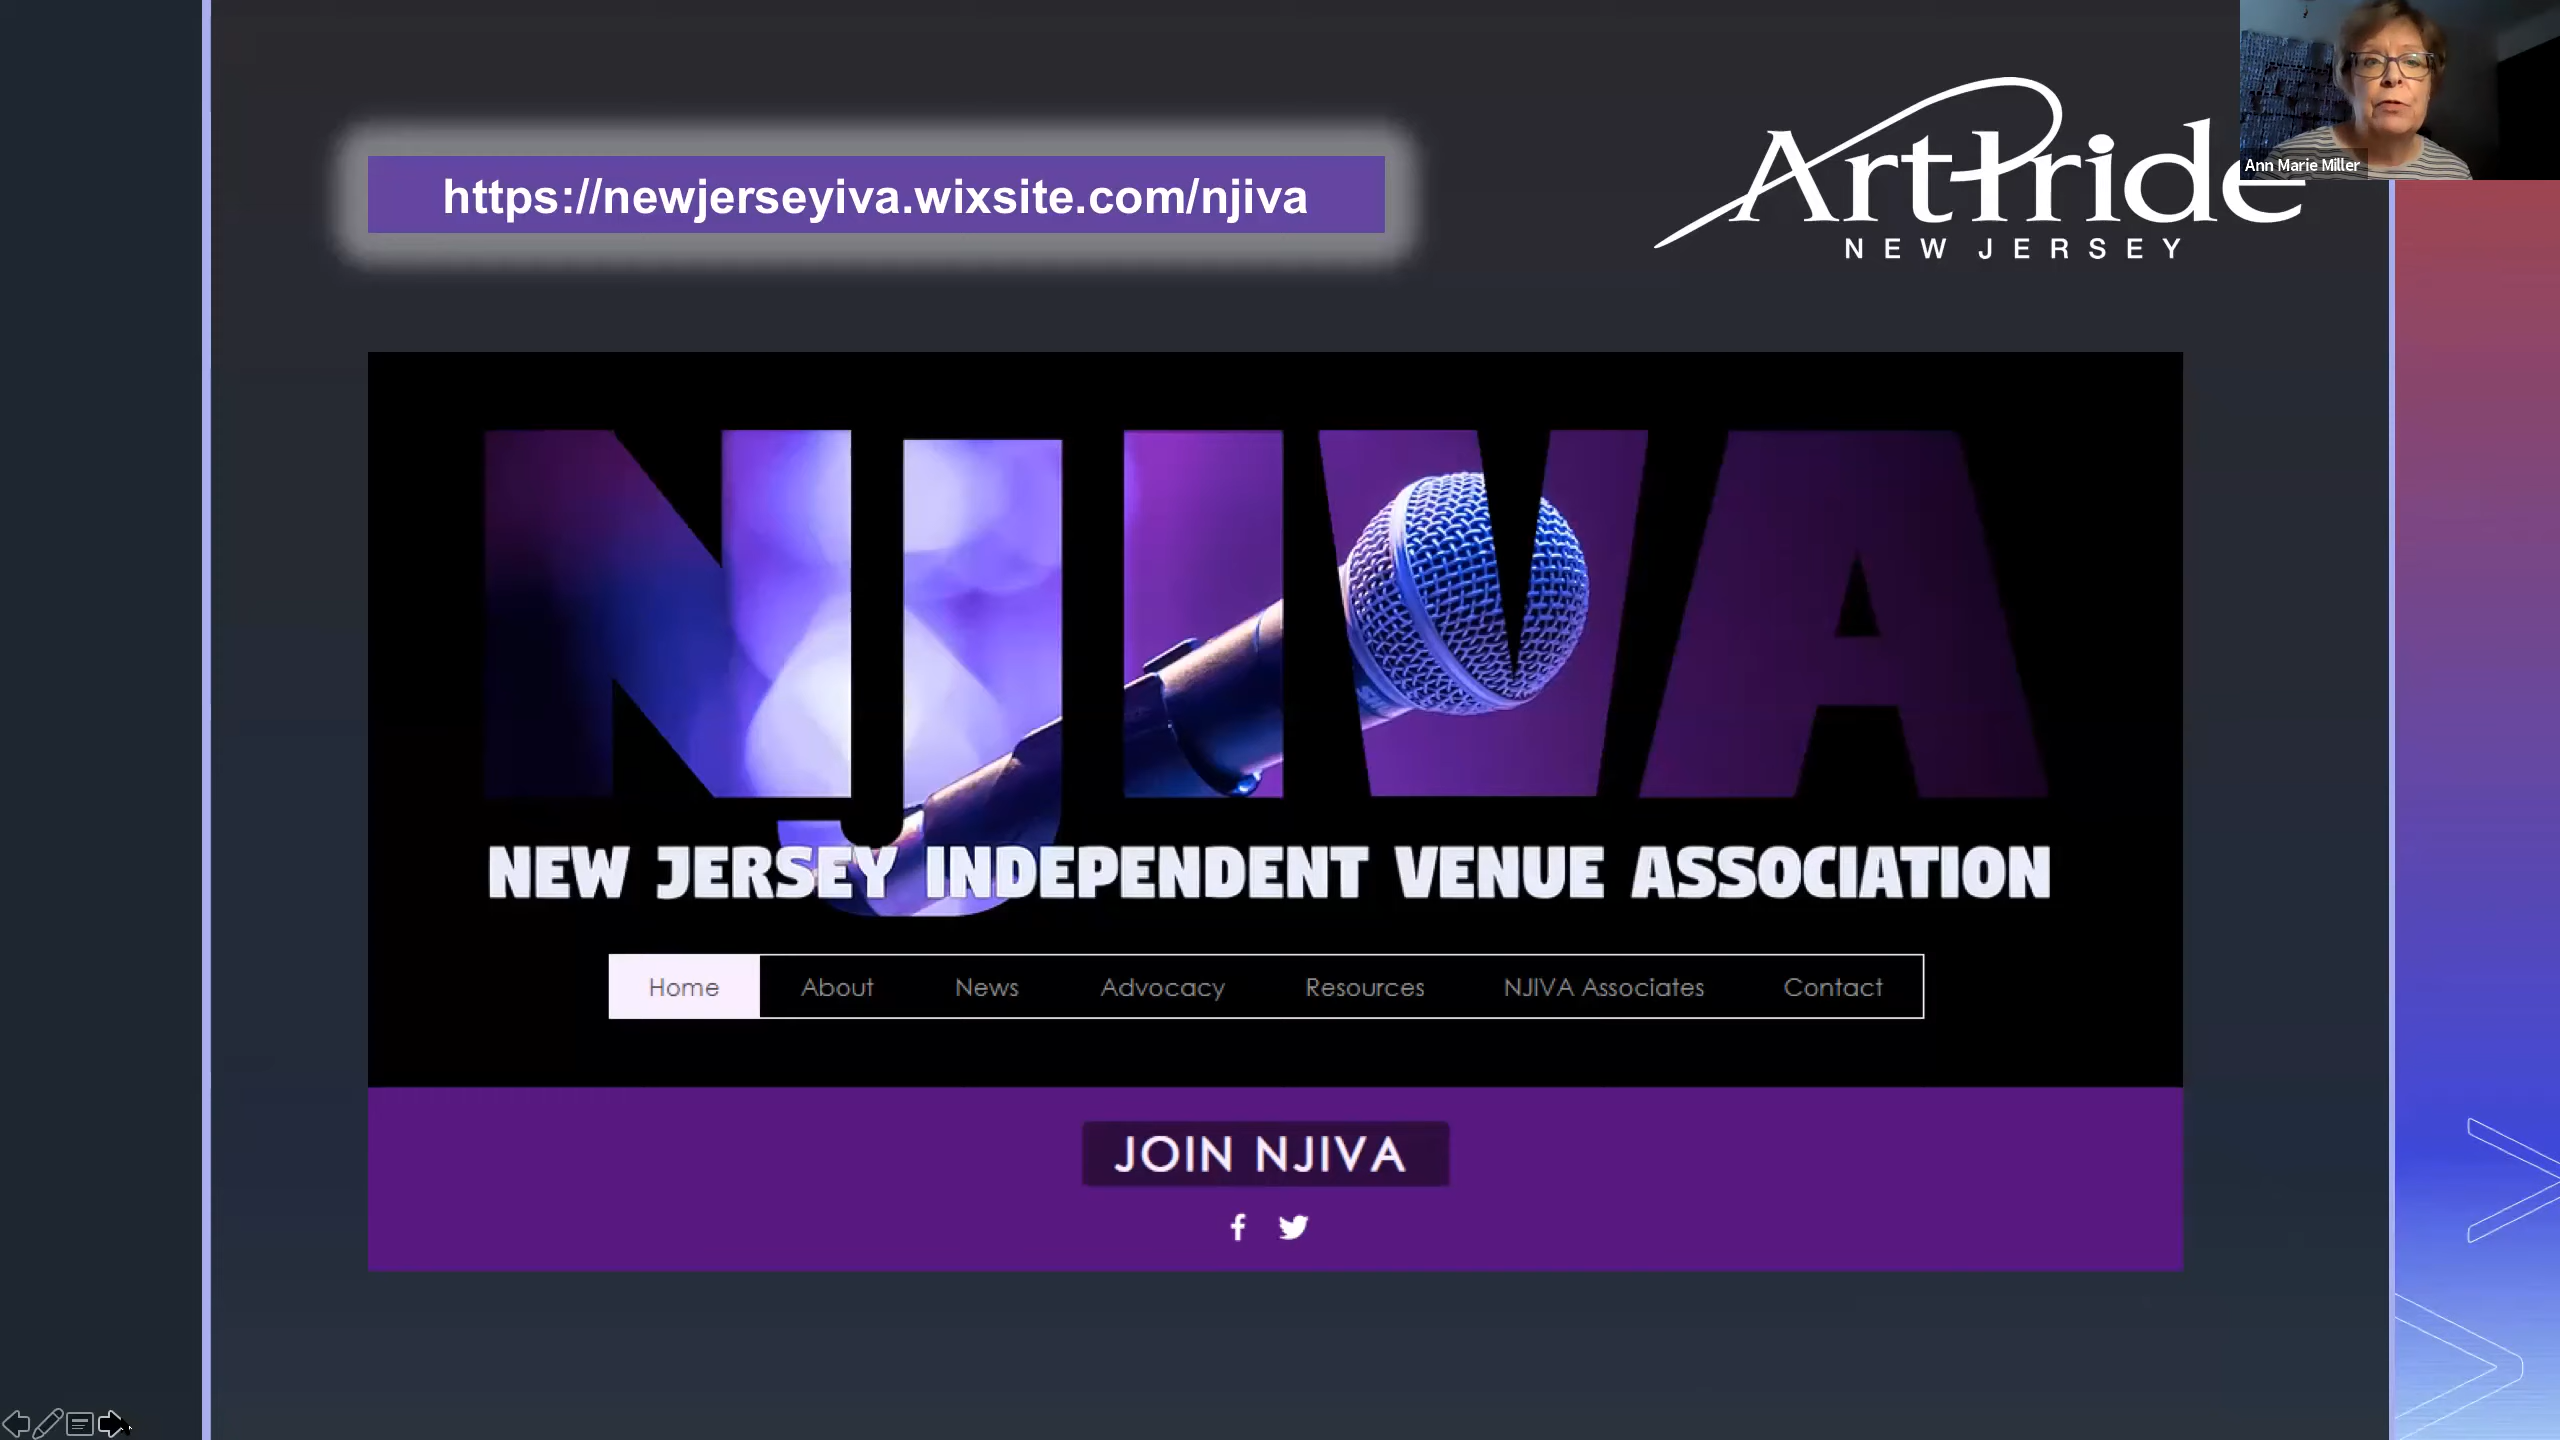 https://newjerseyiva.wixsite.com/njiva
ArtPride
NEW JERSEY
Ann Marie Miller
NjIVA
NEW JERSEY INDEPENDENT VENUE ASSOCIATION
Home About News Advocacy Resources NJIVA Associates Contact
JOIN NJIVA